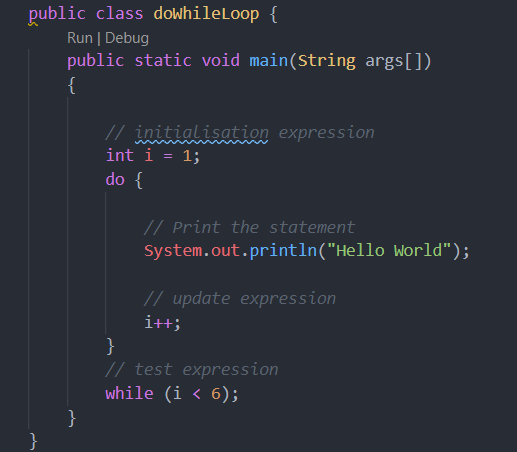 public class doWhileLoop {
Run | Debug
public static void main(String args[])
{
// initialisation expression
int i = 1;
do {
// Print the statement
System.out.println("Hello World");
// update expression
i++;
}
// test expression
while (i < 6);
}
}